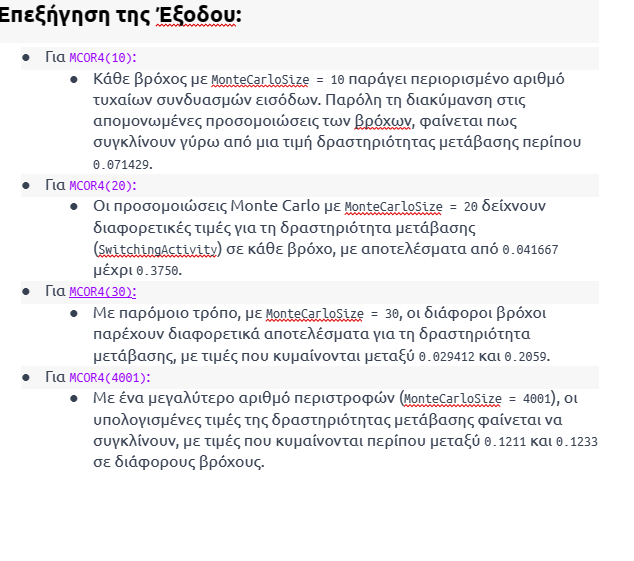 Επεξήγηση της Έξοδου:
● Για MCOR4(10):
● Κάθε βρόχος με MonteCarloSize = 10 παράγει περιορισμένο αριθμό
τυχαίων συνδυασμών εισόδων. Παρόλη τη διακύμανση στις
απομονωμένες προσομοιώσεις των βρόχων, φαίνεται πως
συγκλίνουν γύρω από μια τιμή δραστηριότητας μετάβασης περίπου
0.071429.
● Για MCOR4(20):
● Οι προσομοιώσεις Monte Carlo με MonteCarloSize = 20 δείχνουν
διαφορετικές τιμές για τη δραστηριότητα μετάβασης
(SwitchingActivity) σε κάθε βρόχο, με αποτελέσματα από 0.041667
μέχρι 0.3750.
● Για MCOR4(30):
● Με παρόμοιο τρόπο, με MonteCarloSize = 30, οι διάφοροι βρόχοι
παρέχουν διαφορετικά αποτελέσματα για τη δραστηριότητα
μετάβασης, με τιμές που κυμαίνονται μεταξύ 0.029412 και 0.2059.
● Για MCOR4(4001):
● Με ένα μεγαλύτερο αριθμό περιστροφών (MonteCarloSize = 4001), οι
υπολογισμένες τιμές της δραστηριότητας μετάβασης φαίνεται να
συγκλίνουν, με τιμές που κυμαίνονται περίπου μεταξύ 0.1211 και 0.1233
σε διάφορους βρόχους.